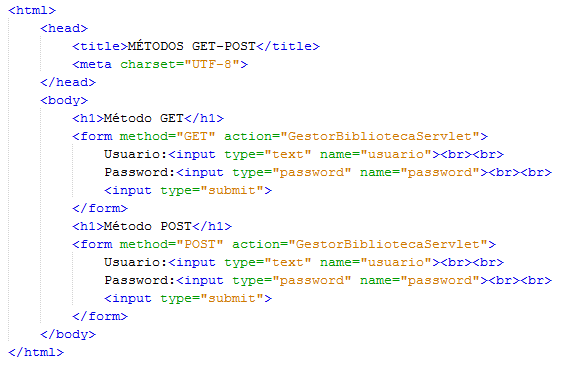 <html>
<head>
<title>MÉTODOS GET-POST</title>
<meta charset="UTF-8">
</head>
<body>
<h1>Método GET</h1>
<form method="GET" action="GestorBibliotecaServlet">
Usuario:<input type="text" name="usuario"><br><br>
Password:<input type="password" name="password"><br><br>
<input type="submit">
</form>
<h1>Método POST</h1>
<form method="POST" action="GestorBibliotecaServlet">
Usuario:<input type="text" name="usuario"><br><br>
Password:<input type="password" name="password"><br><br>
<input type="submit">
</form>
</body>
</html>